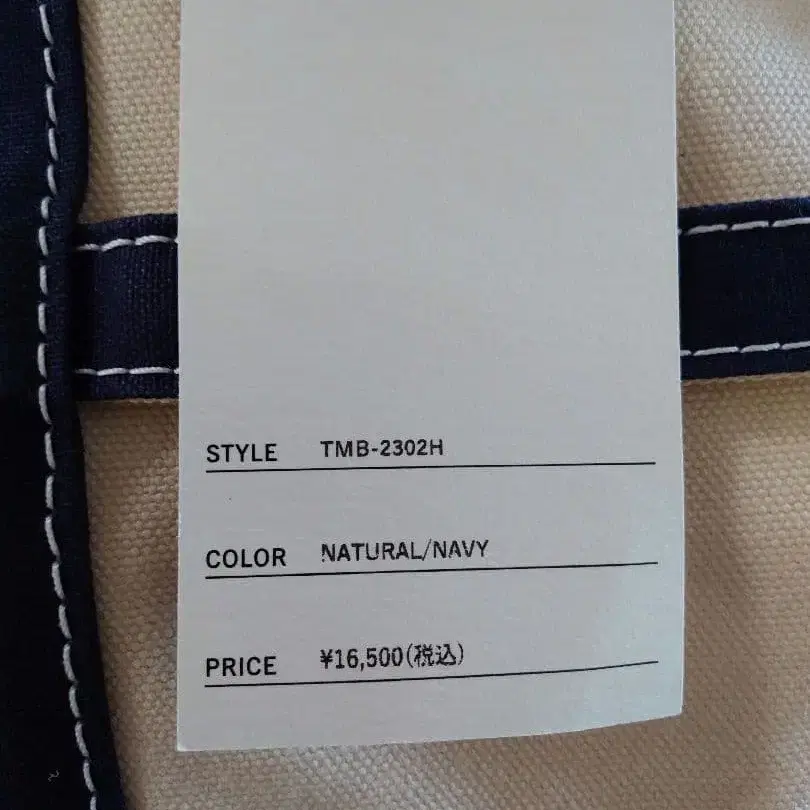 STYLE TMB-2302H
COLOR NATURAL/NAVY
PRICE ¥16,500(税込)